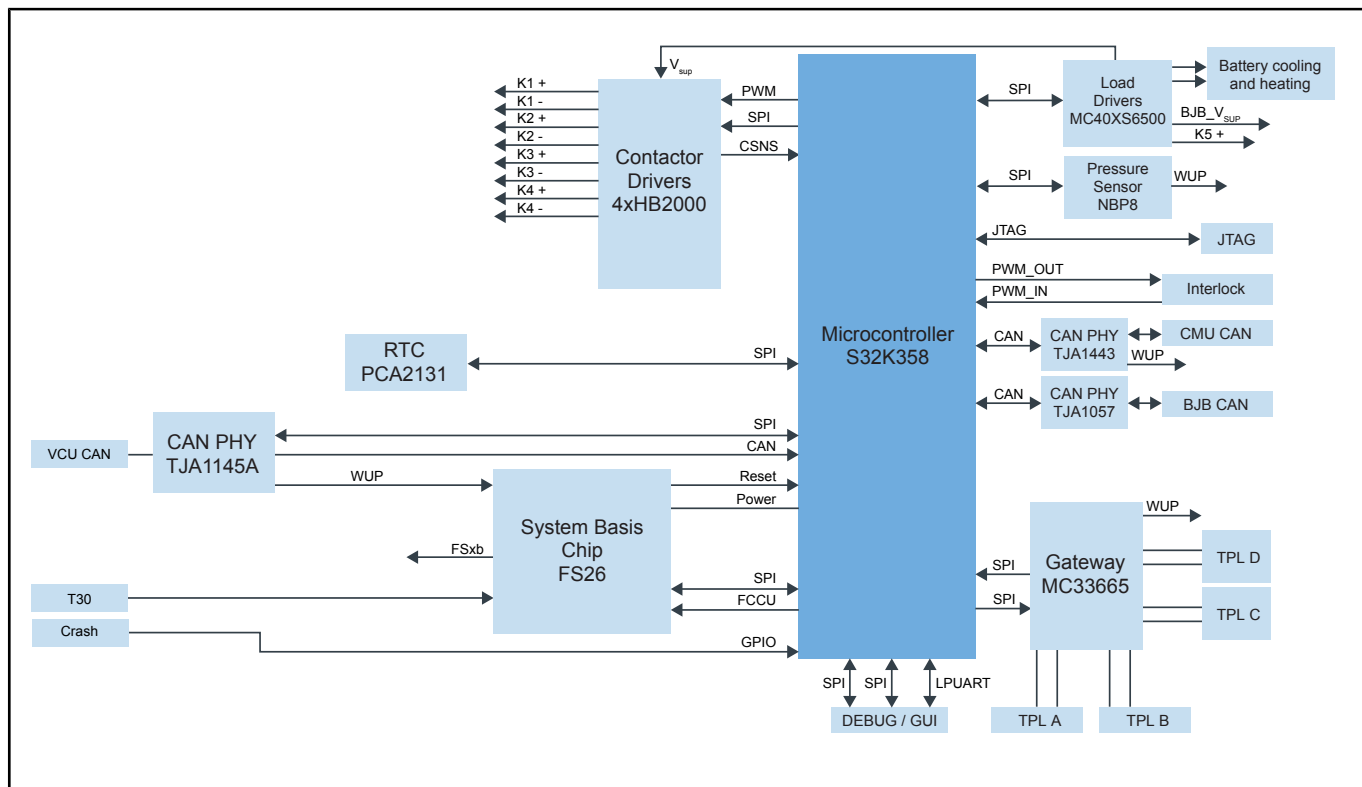 V_sup
K1 +
K1 -
K2 +
K2 -
K3 +
K3 -
K4 +
K4 -
Contactor
Drivers
4xHB2000
PWM
SPI
CSNS
RTC
PCA2131
SPI
VCU CAN
CAN PHY
TJA1145A
SPI
CAN
WUP
System Basis
Chip
FS26
Reset
Power
FSxb
SPI
FCCU
T30
Crash
GPIO
Microcontroller
S32K358
SPI
Load
Drivers
MC40XS6500
Battery cooling
and heating
BJB_V_SUP
K5 +
SPI
Pressure
Sensor
NBP8
WUP
JTAG
JTAG
PWM_OUT
PWM_IN
Interlock
CAN
CAN PHY
TJA1443
CMU CAN
WUP
CAN
CAN PHY
TJA1057
BJB CAN
SPI
SPI
Gateway
MC33665
WUP
TPL D
TPL C
TPL A
TPL B
SPI
SPI
LPUART
DEBUG / GUI